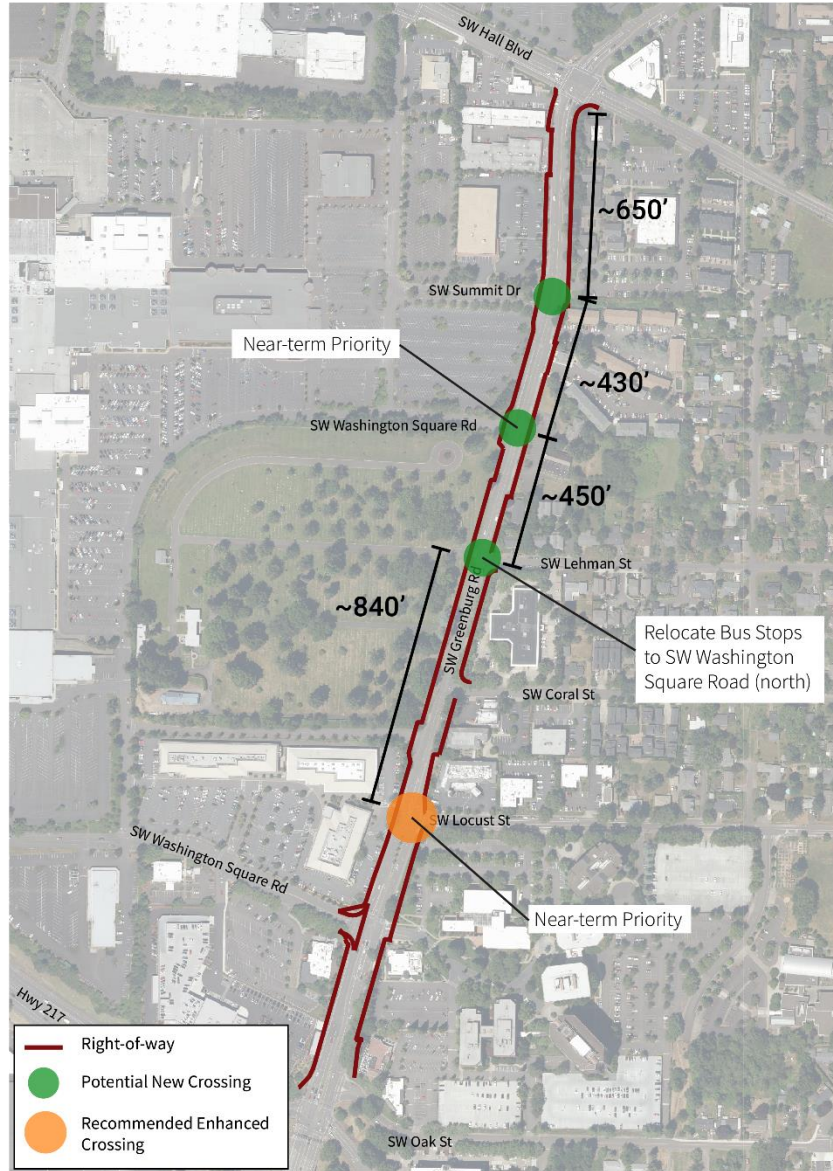 SW Hall Blvd
~650’
SW Summit Dr
Near-term Priority
~430’
SW Washington Square Rd
~450’
SW Lehman St
~840’
SW Greenburg Rd
Relocate Bus Stops
to SW Washington
Square Road (north)
SW Coral St
SW Locust St
SW Washington Square Rd
Near-term Priority
Hwy 217
Right-of-way
Potential New Crossing
Recommended Enhanced
Crossing
SW Oak St